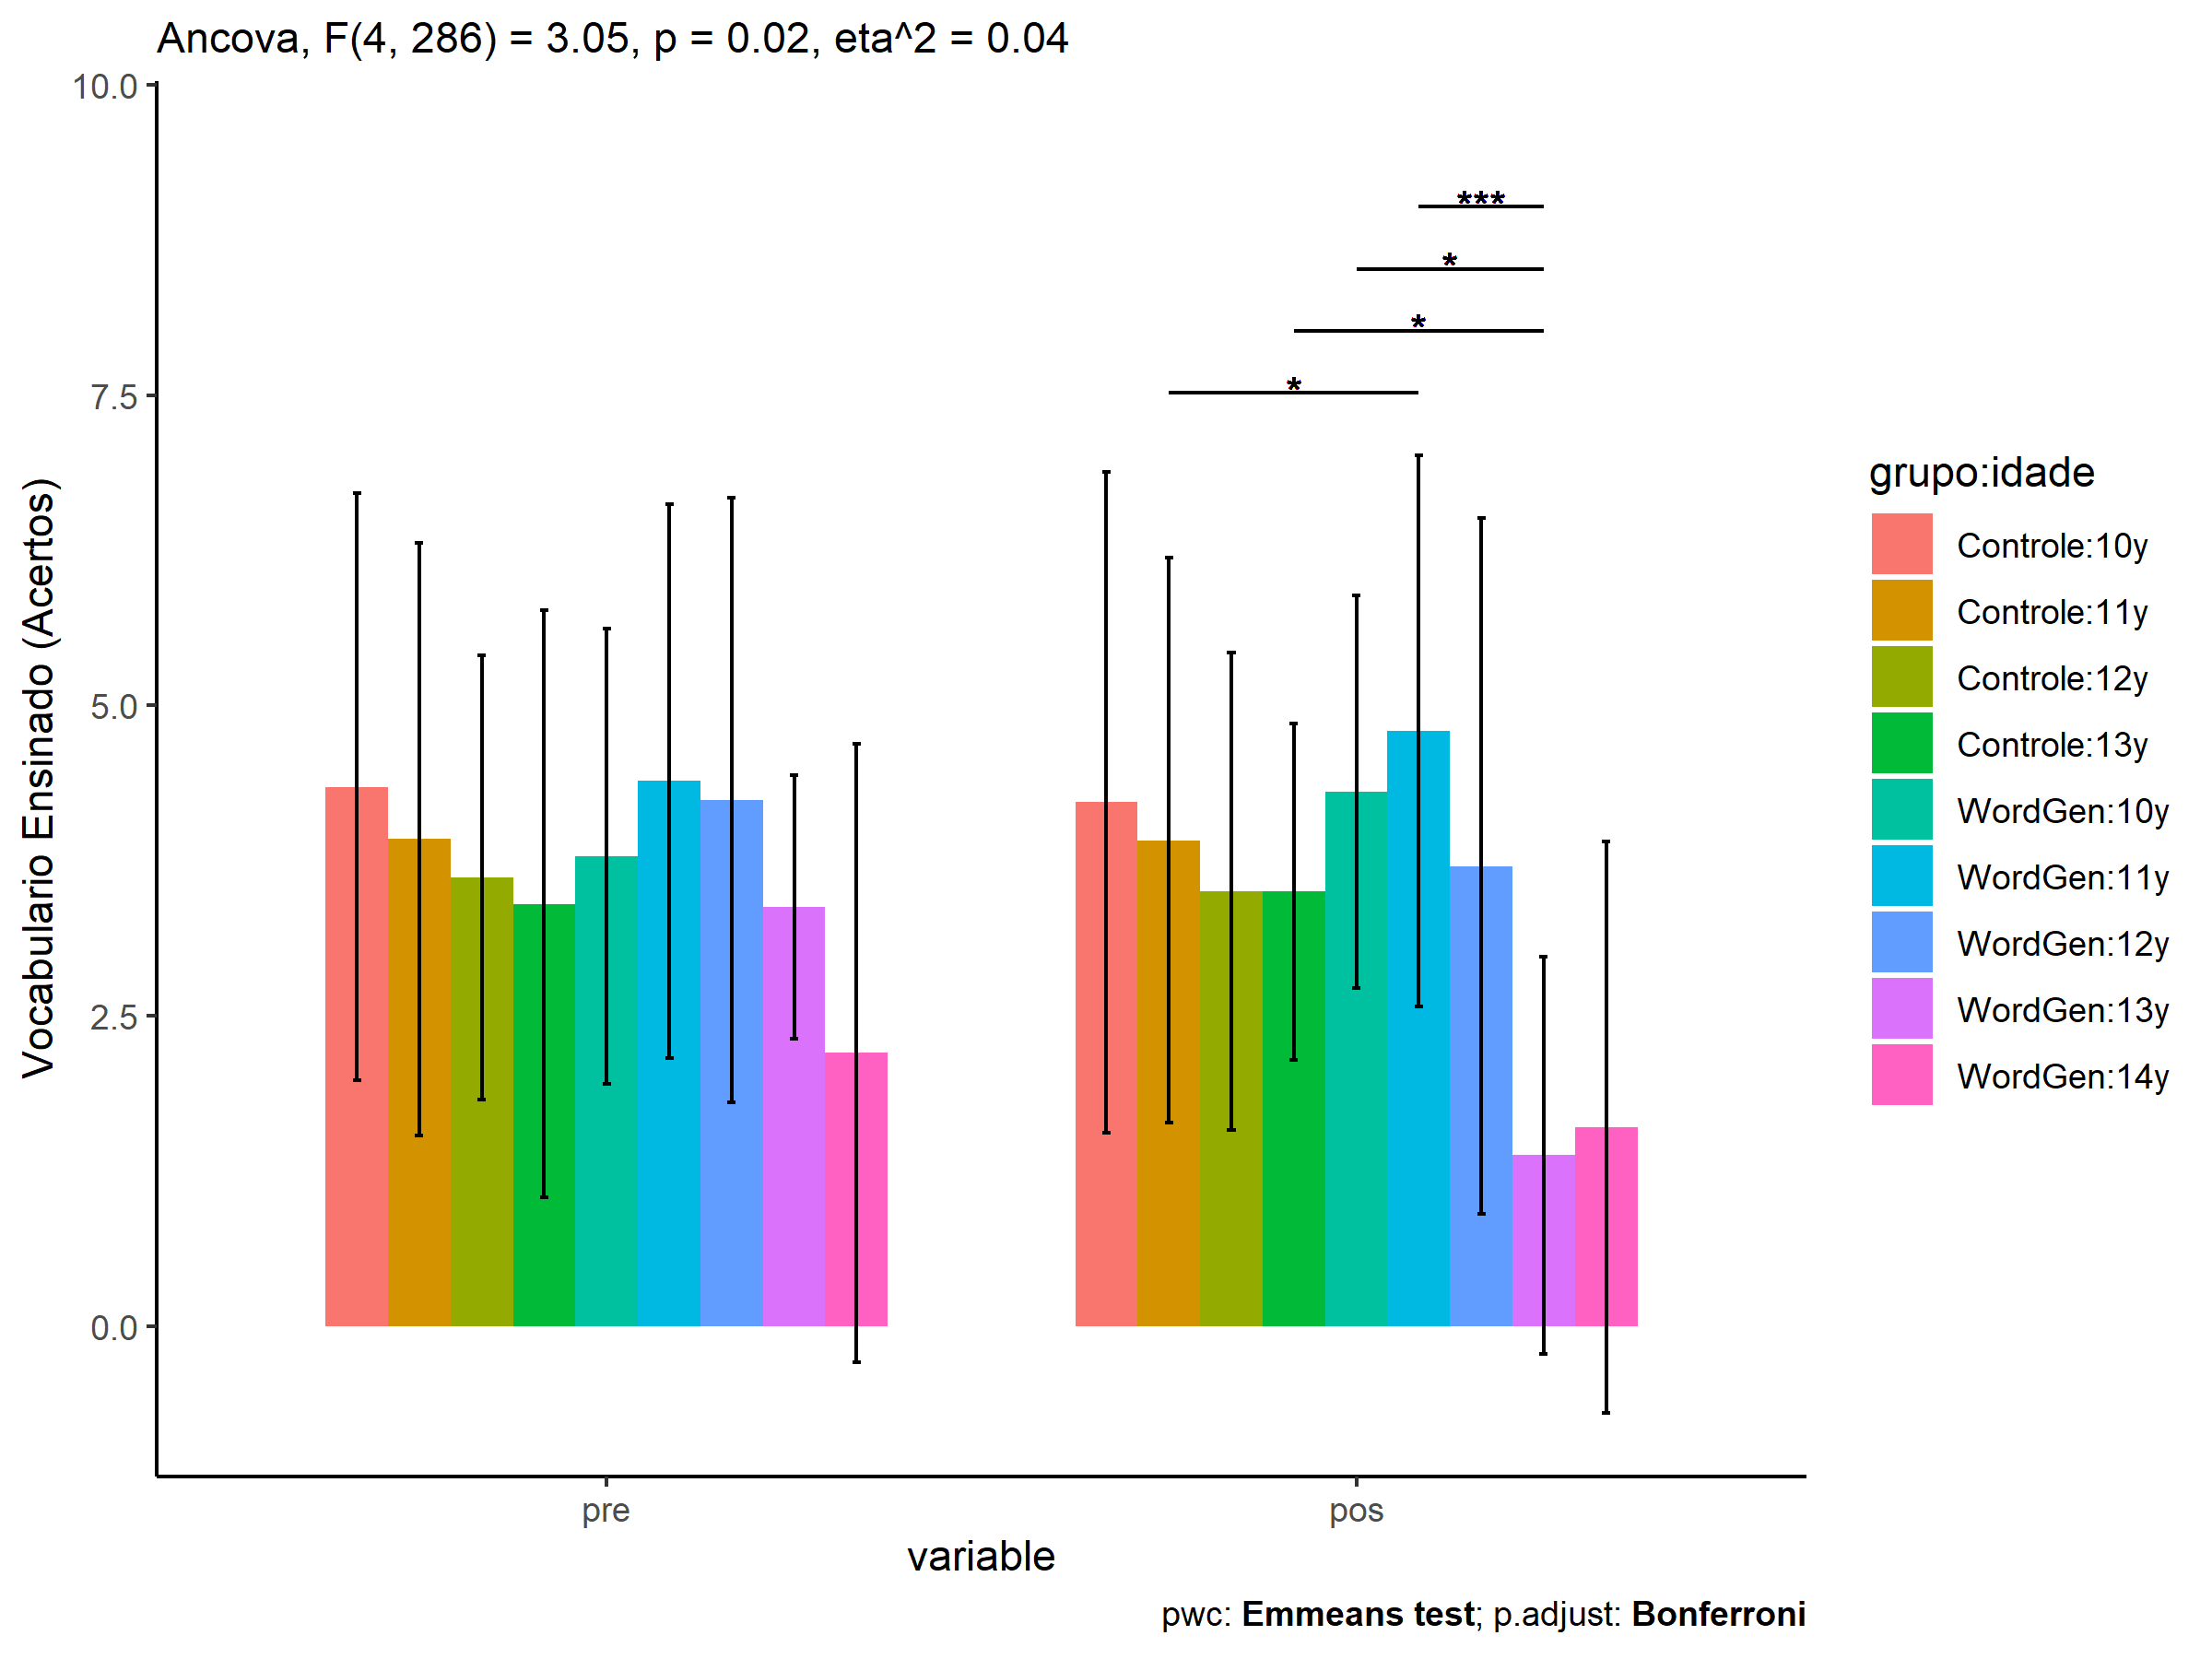 Ancova, F(4, 286) = 3.05, p = 0.02, eta^2 = 0.04
10.0
7.5
5.0
2.5
0.0
Vocabulario Ensinado (Acertos)
***
*
*
*
pre
pos
variable
grupo:idade
Controle:10y
Controle:11y
Controle:12y
Controle:13y
WordGen:10y
WordGen:11y
WordGen:12y
WordGen:13y
WordGen:14y
pwc: Emmeans test; p.adjust: Bonferroni